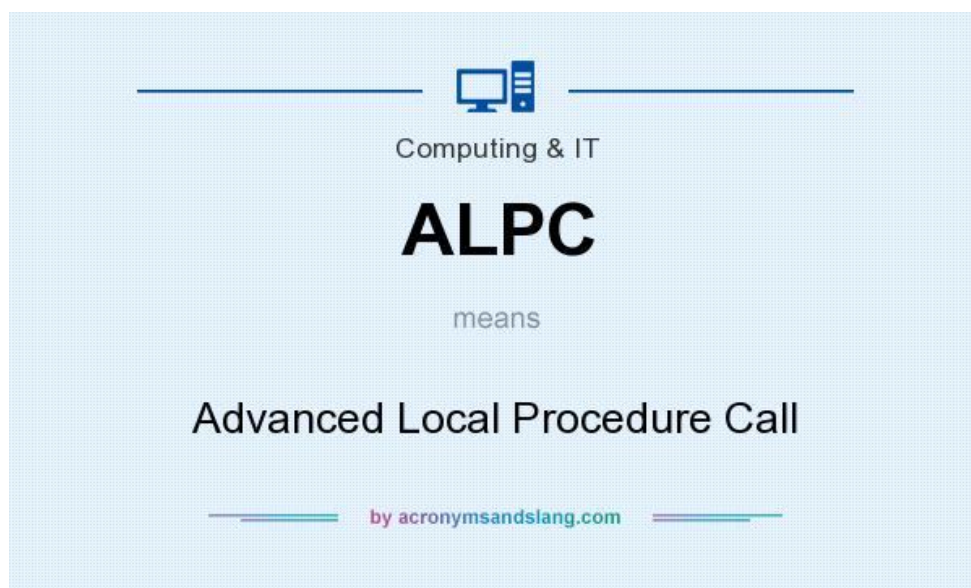 Computing & IT
ALPC
means
Advanced Local Procedure Call
by acronymsandslang.com